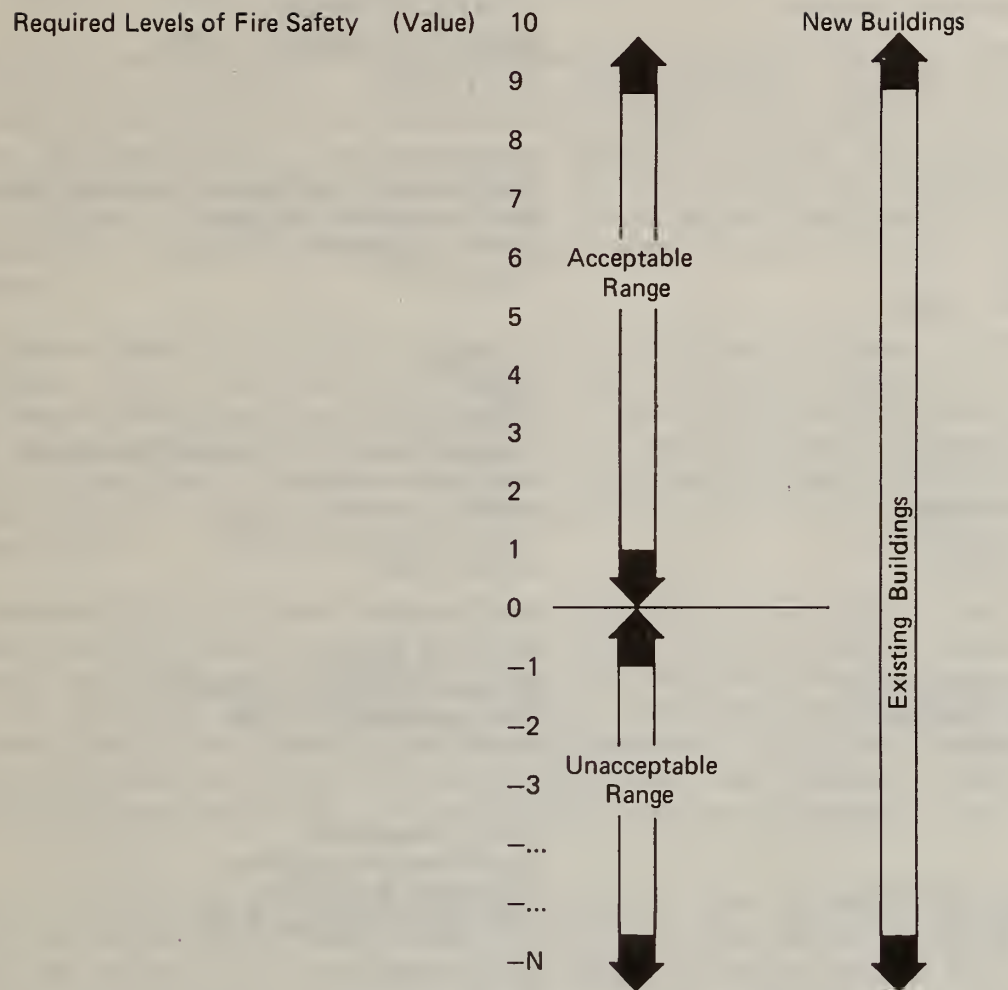 Required Levels of Fire Safety (Value) 10 New Buildings
9
8
7
6 Acceptable
Range
5
4
3
2
1
0
−1
−2
Unacceptable
−3 Range
−...
−...
−N
Existing Buildings